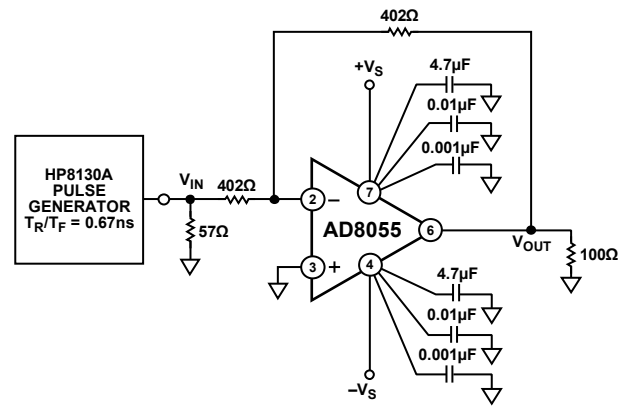 402Ω
+VS
4.7µF
0.01µF
0.001µF
HP8130A
PULSE
GENERATOR
TR/TF = 0.67ns
VIN
402Ω
57Ω
2
−
7
AD8055
6
3
+
4
VOUT
100Ω
4.7µF
0.01µF
0.001µF
−VS